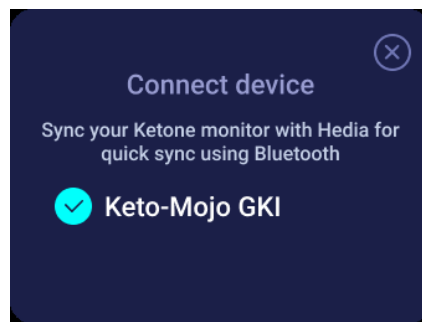 Connect device
Sync your Ketone monitor with Hedia for
quick sync using Bluetooth
Keto-Mojo GKI